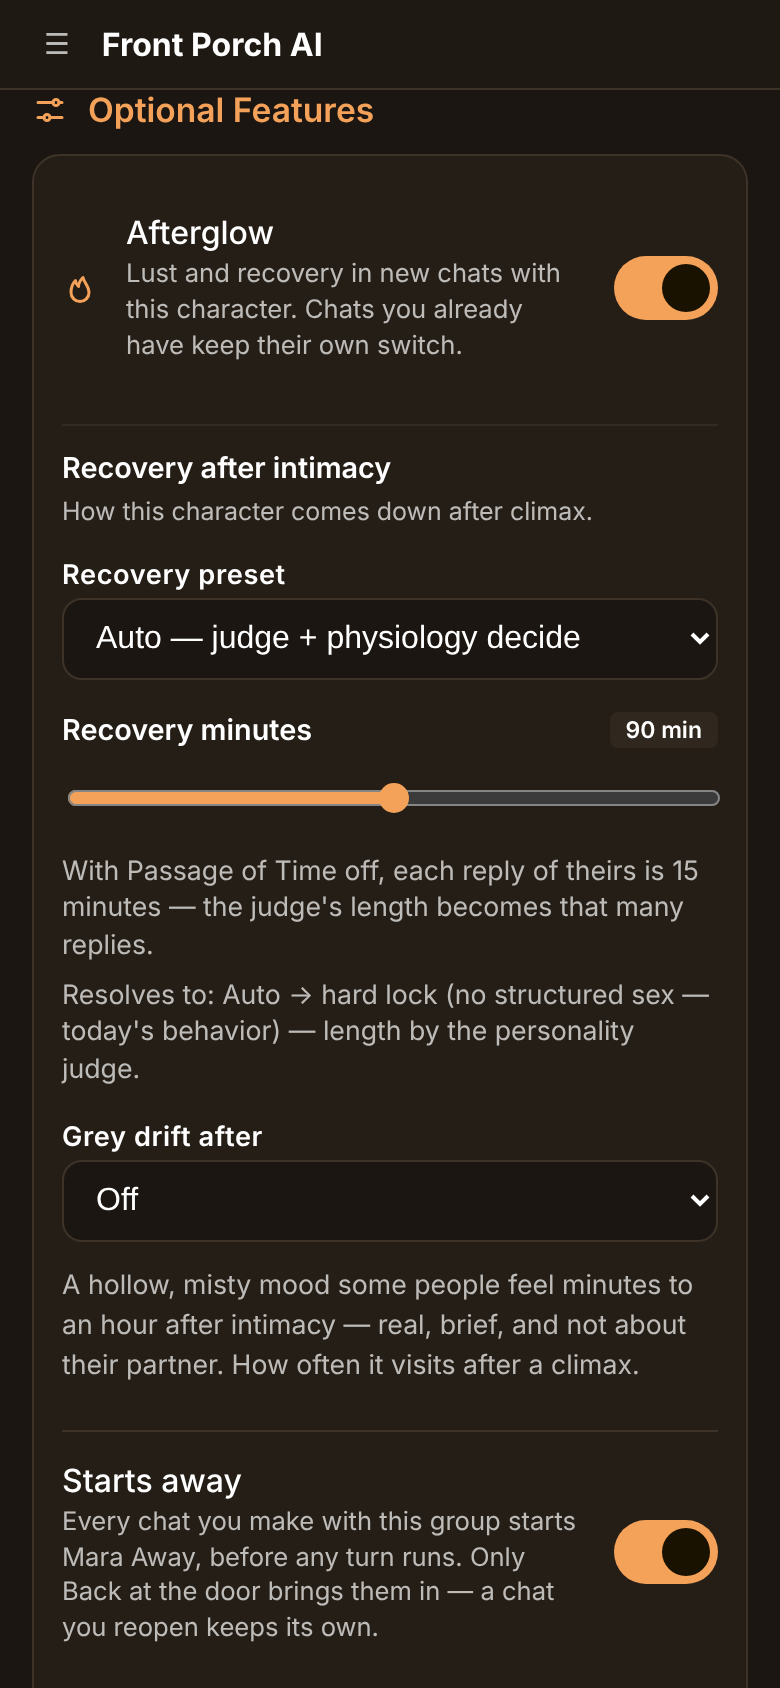 Front Porch AI
Optional Features
Afterglow
Lust and recovery in new chats with
this character. Chats you already
have keep their own switch.
Recovery after intimacy
How this character comes down after climax.
Recovery preset
Auto — judge + physiology decide
Recovery minutes
90 min
With Passage of Time off, each reply of theirs is 15
minutes — the judge's length becomes that many
replies.
Resolves to: Auto → hard lock (no structured sex —
today's behavior) — length by the personality
judge.
Grey drift after
Off
A hollow, misty mood some people feel minutes to
an hour after intimacy — real, brief, and not about
their partner. How often it visits after a climax.
Starts away
Every chat you make with this group starts
Mara Away, before any turn runs. Only
Back at the door brings them in — a chat
you reopen keeps its own.